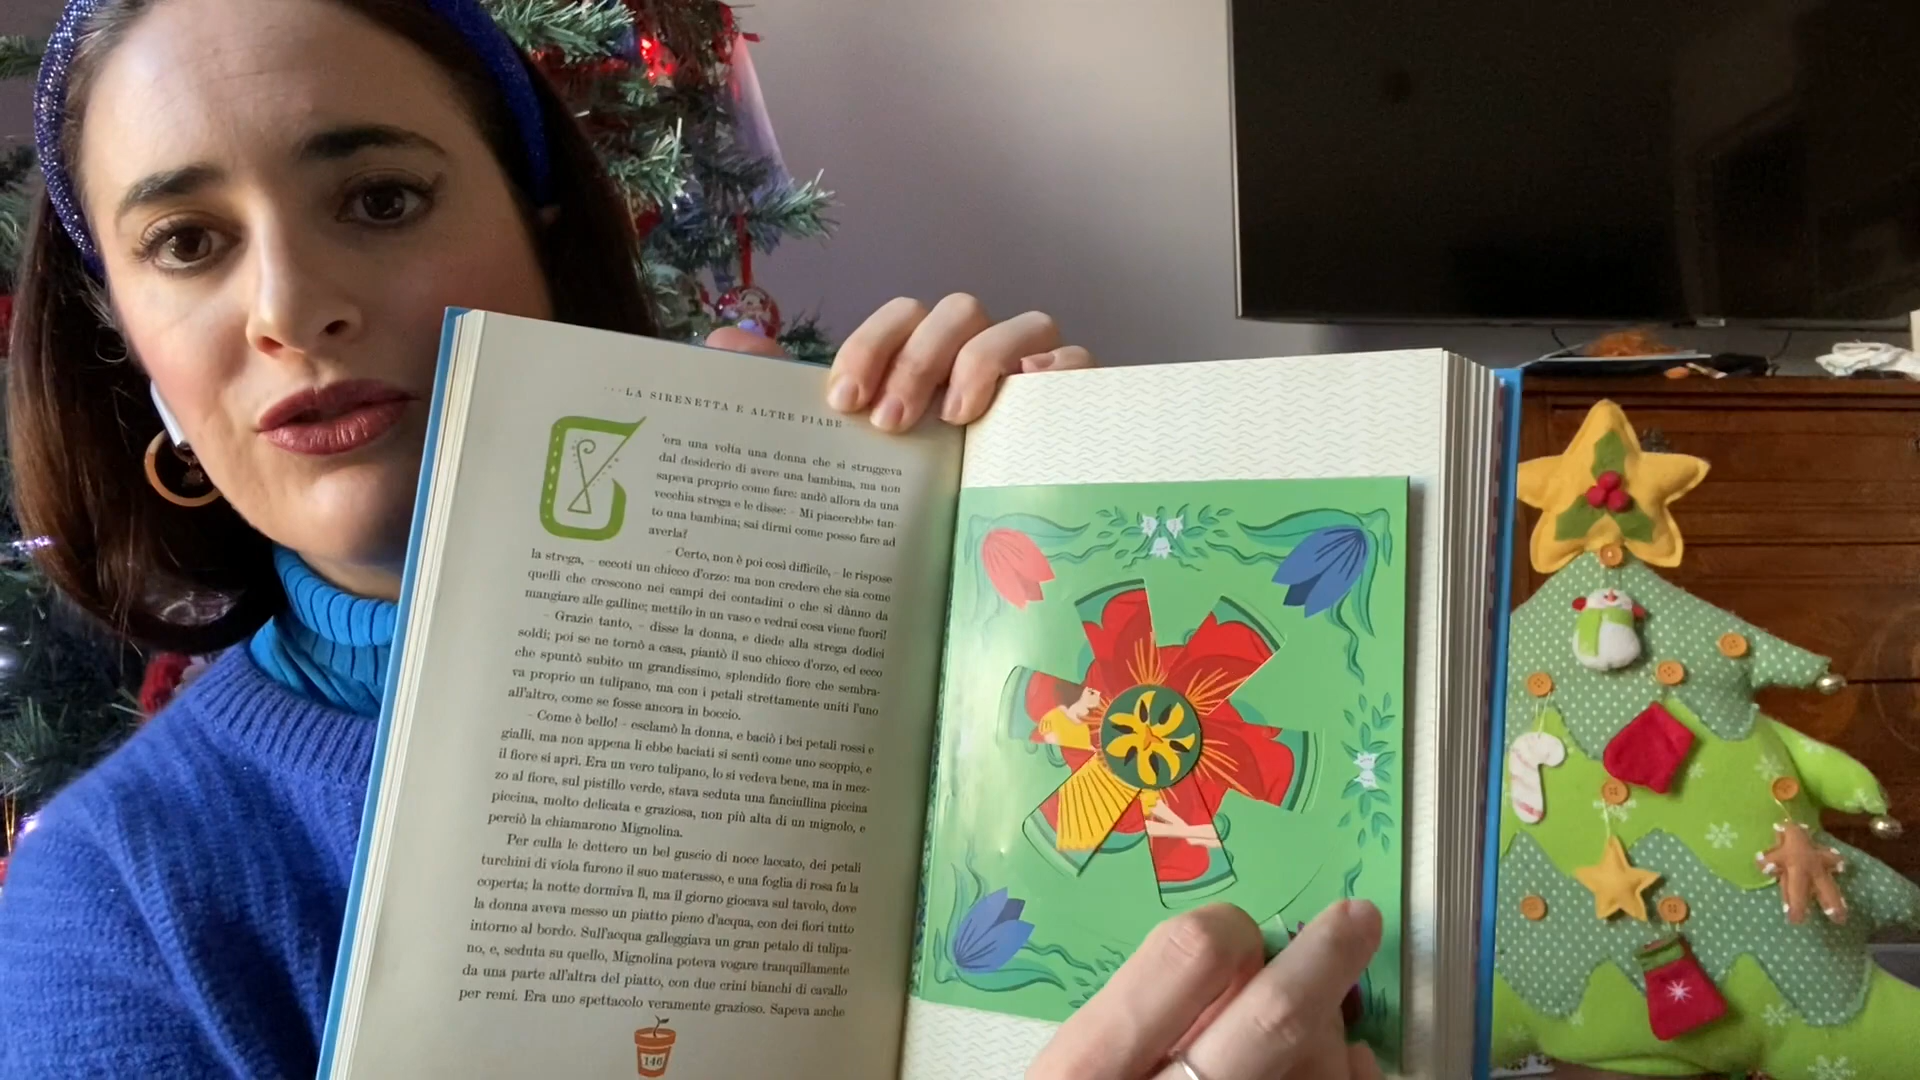 ···LA SIRENETTA E ALTRE FIABE
C'era una volta una donna che si struggeva
dal desiderio di avere una bambina, ma non
sapeva proprio come fare: andò allora da una
vecchia strega e le disse: - Mi piacerebbe tan-
to una bambina; sai dirmi come posso fare ad
averla?
- Certo, non è poi così difficile, - le rispose
la strega, - eccoti un chicco d'orzo: ma non credere che sia come
quelli che crescono nei campi dei contadini o che si dànno da
mangiare alle galline; mettilo in un vaso e vedrai cosa viene fuori!
- Grazie tanto, - disse la donna, e diede alla strega dodici
soldi; poi se ne tornò a casa, piantò il suo chicco d'orzo, ed ecco
che spuntò subito un grandissimo, splendido fiore che sembra-
va proprio un tulipano, ma con i petali strettamente uniti l'uno
all'altro, come se fosse ancora in boccio.
- Come è bello! - esclamò la donna, e baciò i bei petali rossi e
gialli, ma non appena li ebbe baciati si sentì come uno scoppio, e
il fiore si aprì. Era un vero tulipano, lo si vedeva bene, ma in mez-
zo al fiore, sul pistillo verde, stava seduta una fanciullina piccina
piccina, molto delicata e graziosa, non più alta di un mignolo, e
perciò la chiamarono Mignolina.
Per culla le dettero un bel guscio di noce laccato, dei petali
turchini di viola furono il suo materasso, e una foglia di rosa fu la
coperta; la notte dormiva lì, ma il giorno giocava sul tavolo, dove
la donna aveva messo un piatto pieno d'acqua, con dei fiori tutto
intorno al bordo. Sull'acqua galleggiava un gran petalo di tulipa-
no, e, seduta su quello, Mignolina poteva vogare tranquillamente
da una parte all'altra del piatto, con due crini bianchi di cavallo
per remi. Era uno spettacolo veramente grazioso. Sapeva anche
146